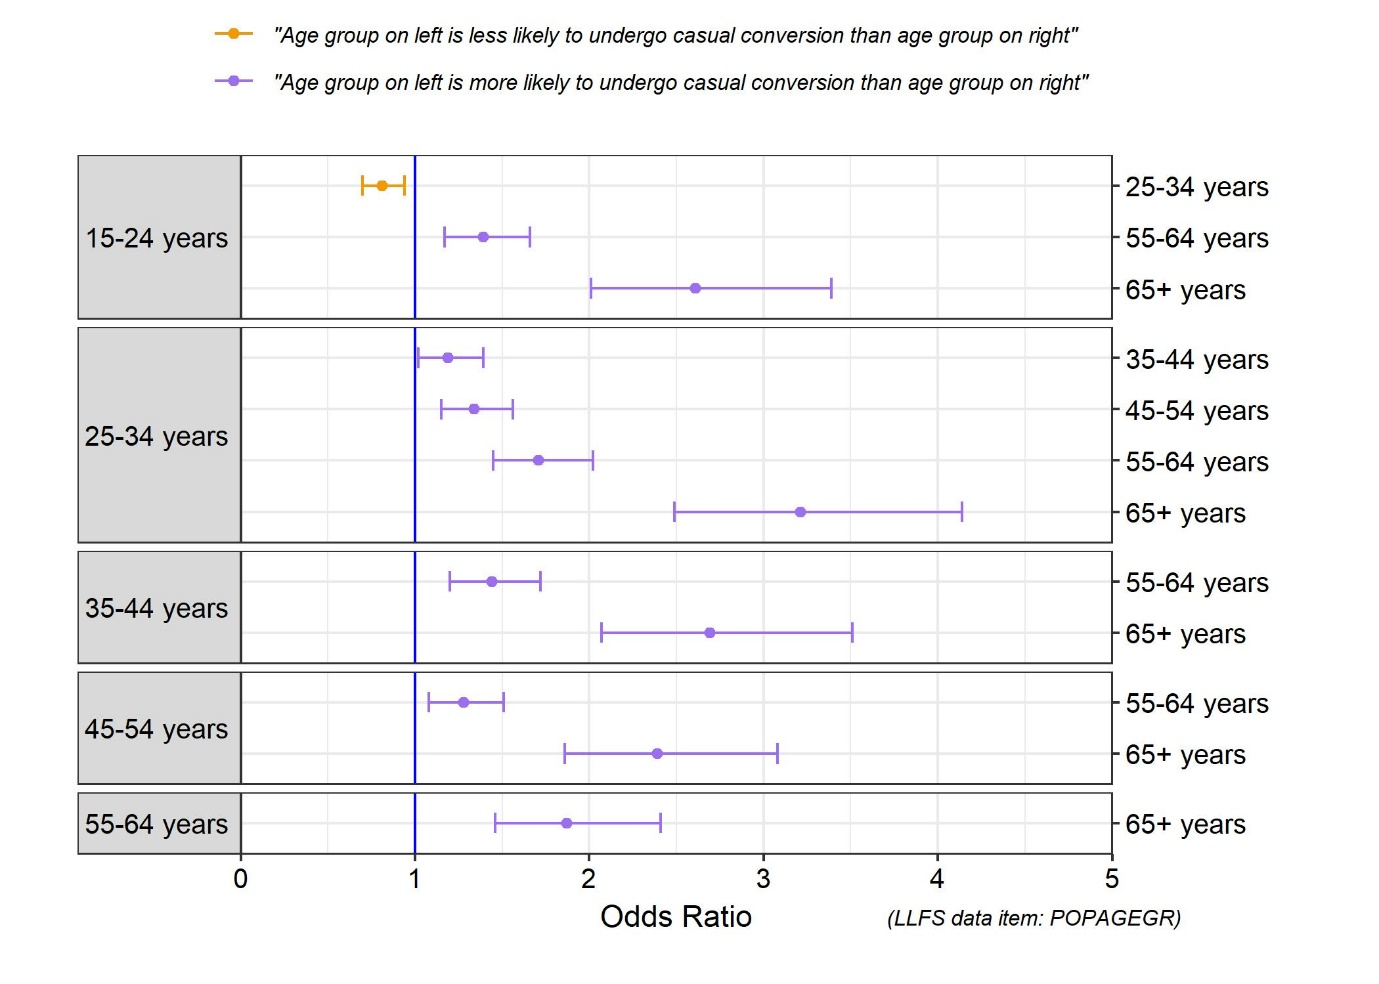 "Age group on left is less likely to undergo casual conversion than age group on right"
"Age group on left is more likely to undergo casual conversion than age group on right"
15-24 years
25-34 years
55-64 years
65+ years
25-34 years
35-44 years
45-54 years
55-64 years
65+ years
35-44 years
55-64 years
65+ years
45-54 years
55-64 years
65+ years
55-64 years
65+ years
0 1 2 3 4 5
Odds Ratio
(LLFS data item: POPAGEGR)